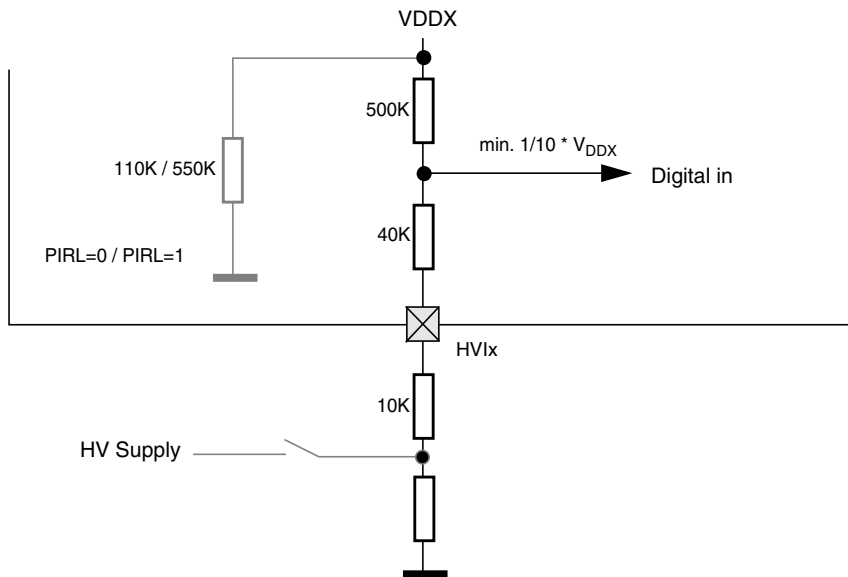 VDDX
500K
min. 1/10 * VDDX
110K / 550K
Digital in
40K
PIRL=0 / PIRL=1
HVIx
10K
HV Supply